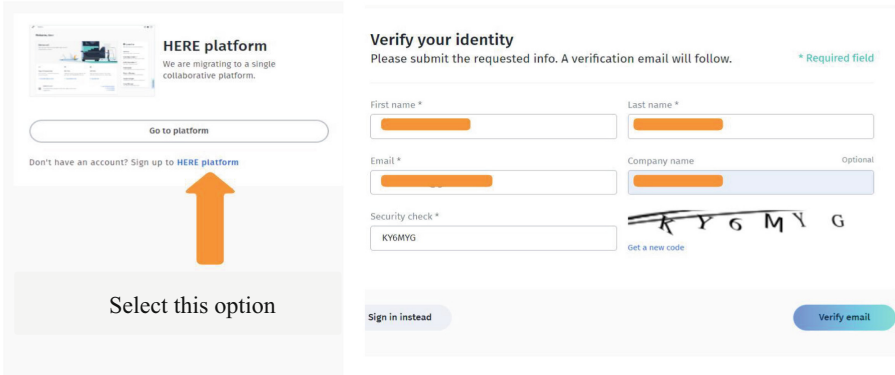 HERE platform
We are migrating to a single
collaborative platform.
Go to platform
Don't have an account? Sign up to HERE platform
Select this option
Verify your identity
Please submit the requested info. A verification email will follow.
* Required field
First name *
Last name *
Email *
Company name
Optional
Security check *
KY6MYG
KY6MYG
Get a new code
Sign in instead
Verify email